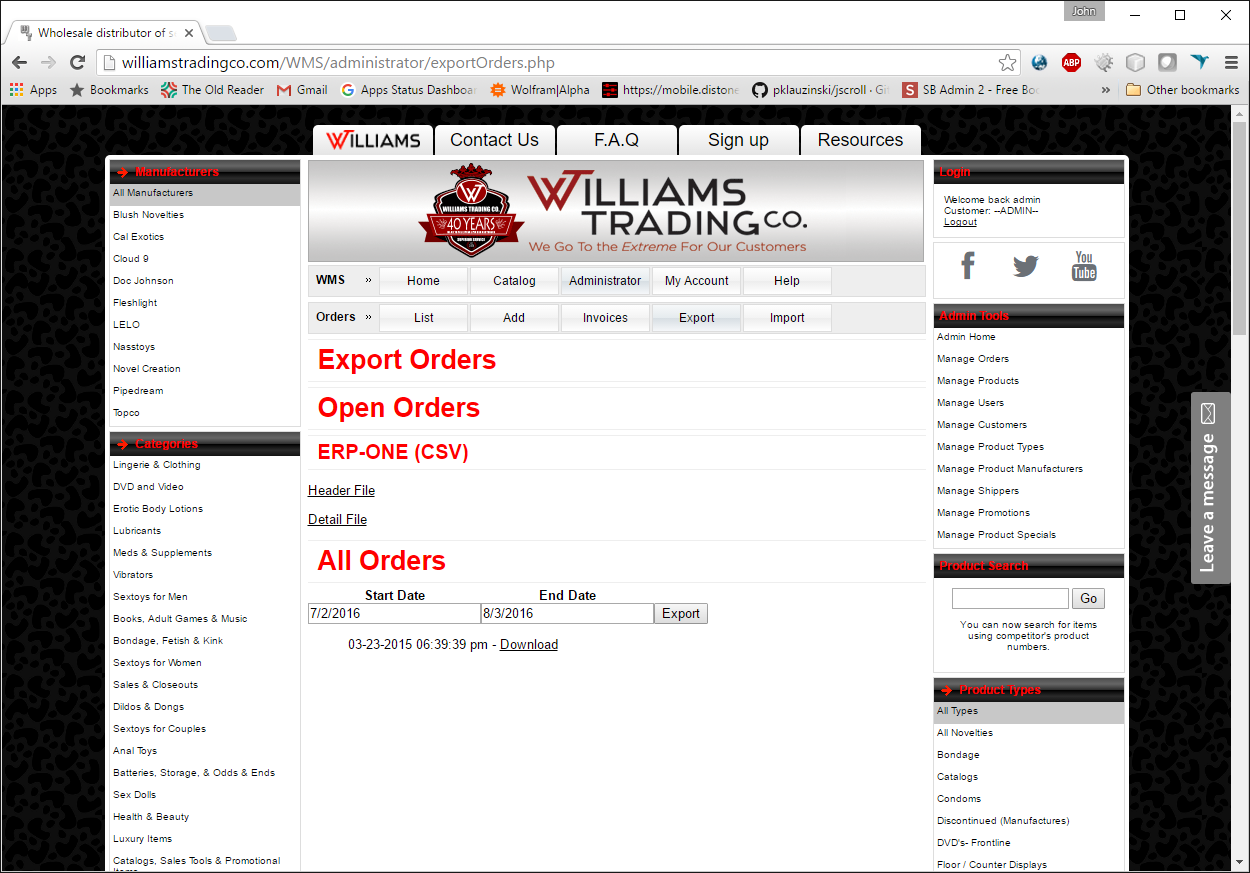 John
Wholesale distributor of s
williamstradingco.com/WMS/administrator/exportOrders.php
ABP
Apps
Bookmarks
The Old Reader
Gmail
Apps Status Dashboa
Wolfram|Alpha
https://mobile.distone
pklauzinski/jscroll · Git
SB Admin 2 - Free Bo
»
Other bookmarks
WILLIAMS
Contact Us
F.A.Q
Sign up
Resources
Manufacturers
All Manufacturers
Blush Novelties
Cal Exotics
Cloud 9
Doc Johnson
Fleshlight
LELO
Nasstoys
Novel Creation
Pipedream
Topco
Categories
Lingerie & Clothing
DVD and Video
Erotic Body Lotions
Lubricants
Meds & Supplements
Vibrators
Sextoys for Men
Books, Adult Games & Music
Bondage, Fetish & Kink
Sextoys for Women
Sales & Closeouts
Dildos & Dongs
Sextoys for Couples
Anal Toys
Batteries, Storage, & Odds & Ends
Sex Dolls
Health & Beauty
Luxury Items
Catalogs, Sales Tools & Promotional
Items
WILLIAMS TRADING CO.
40 YEARS
SUPERIOR SERVICE
WILLIAMS
TRADING CO.
We Go To the Extreme For Our Customers
WMS » Home Catalog Administrator My Account Help
Orders » List Add Invoices Export Import
Export Orders
Open Orders
ERP-ONE (CSV)
Header File
Detail File
All Orders
Start Date End Date
7/2/2016 8/3/2016 Export
03-23-2015 06:39:39 pm - Download
Login
Welcome back admin
Customer: --ADMIN--
Logout
You
Tube
Admin Tools
Admin Home
Manage Orders
Manage Products
Manage Users
Manage Customers
Manage Product Types
Manage Product Manufacturers
Manage Shippers
Manage Promotions
Manage Product Specials
Product Search
Go
You can now search for items
using competitor's product
numbers.
Product Types
All Types
All Novelties
Bondage
Catalogs
Condoms
Discontinued (Manufactures)
DVD's- Frontline
Floor / Counter Displays
Leave a message